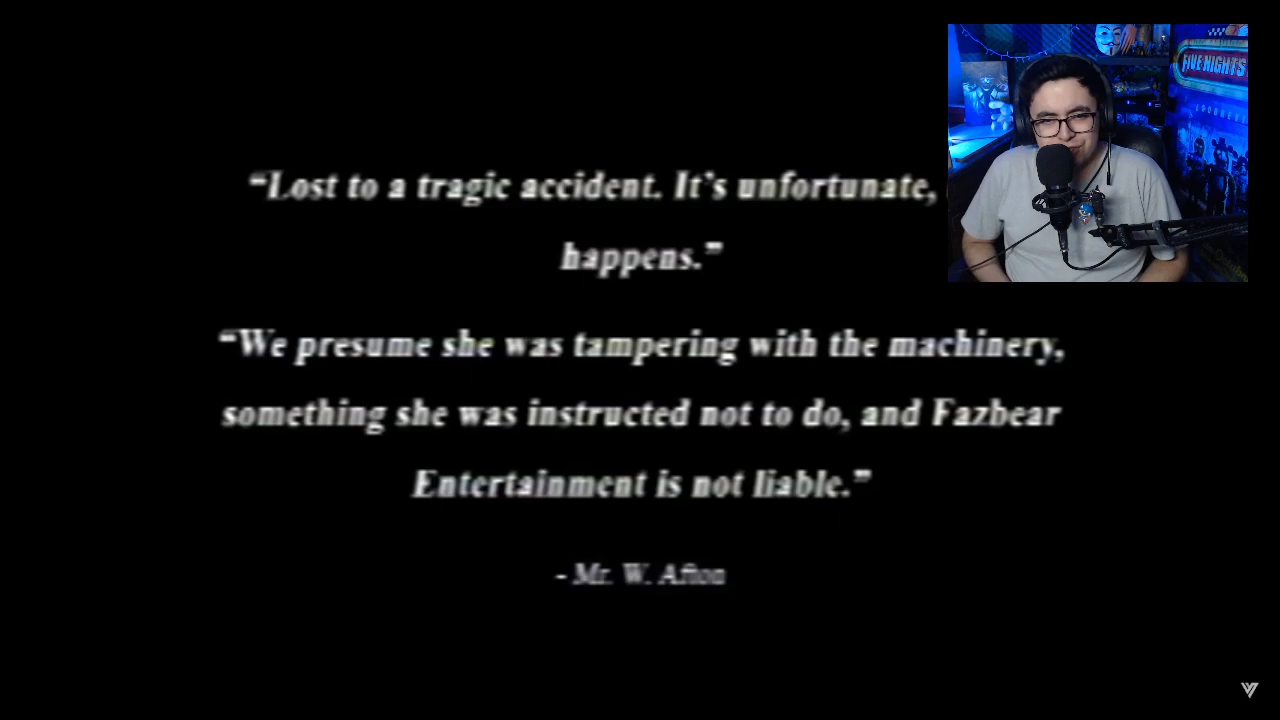 “Lost to a tragic accident. It’s unfortunate,
happens.”
“We presume she was tampering with the machinery,
something she was instructed not to do, and Fazbear
Entertainment is not liable.”
- Mr. W. Afton
FIVE NIGHTS